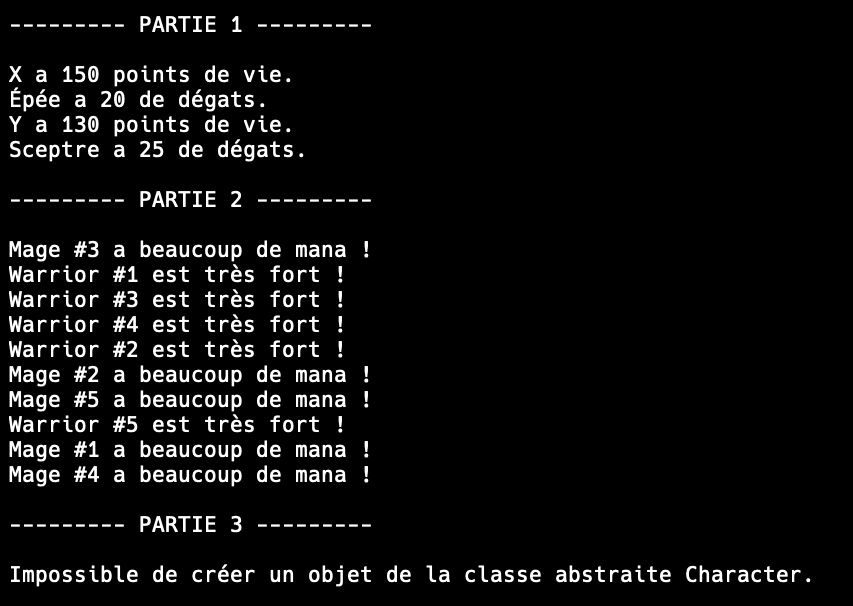 --------- PARTIE 1 ---------
X a 150 points de vie.
Épée a 20 de dégats.
Y a 130 points de vie.
Sceptre a 25 de dégats.
--------- PARTIE 2 ---------
Mage #3 a beaucoup de mana !
Warrior #1 est très fort !
Warrior #3 est très fort !
Warrior #4 est très fort !
Warrior #2 est très fort !
Mage #2 a beaucoup de mana !
Mage #5 a beaucoup de mana !
Warrior #5 est très fort !
Mage #1 a beaucoup de mana !
Mage #4 a beaucoup de mana !
--------- PARTIE 3 ---------
Impossible de créer un objet de la classe abstraite Character.